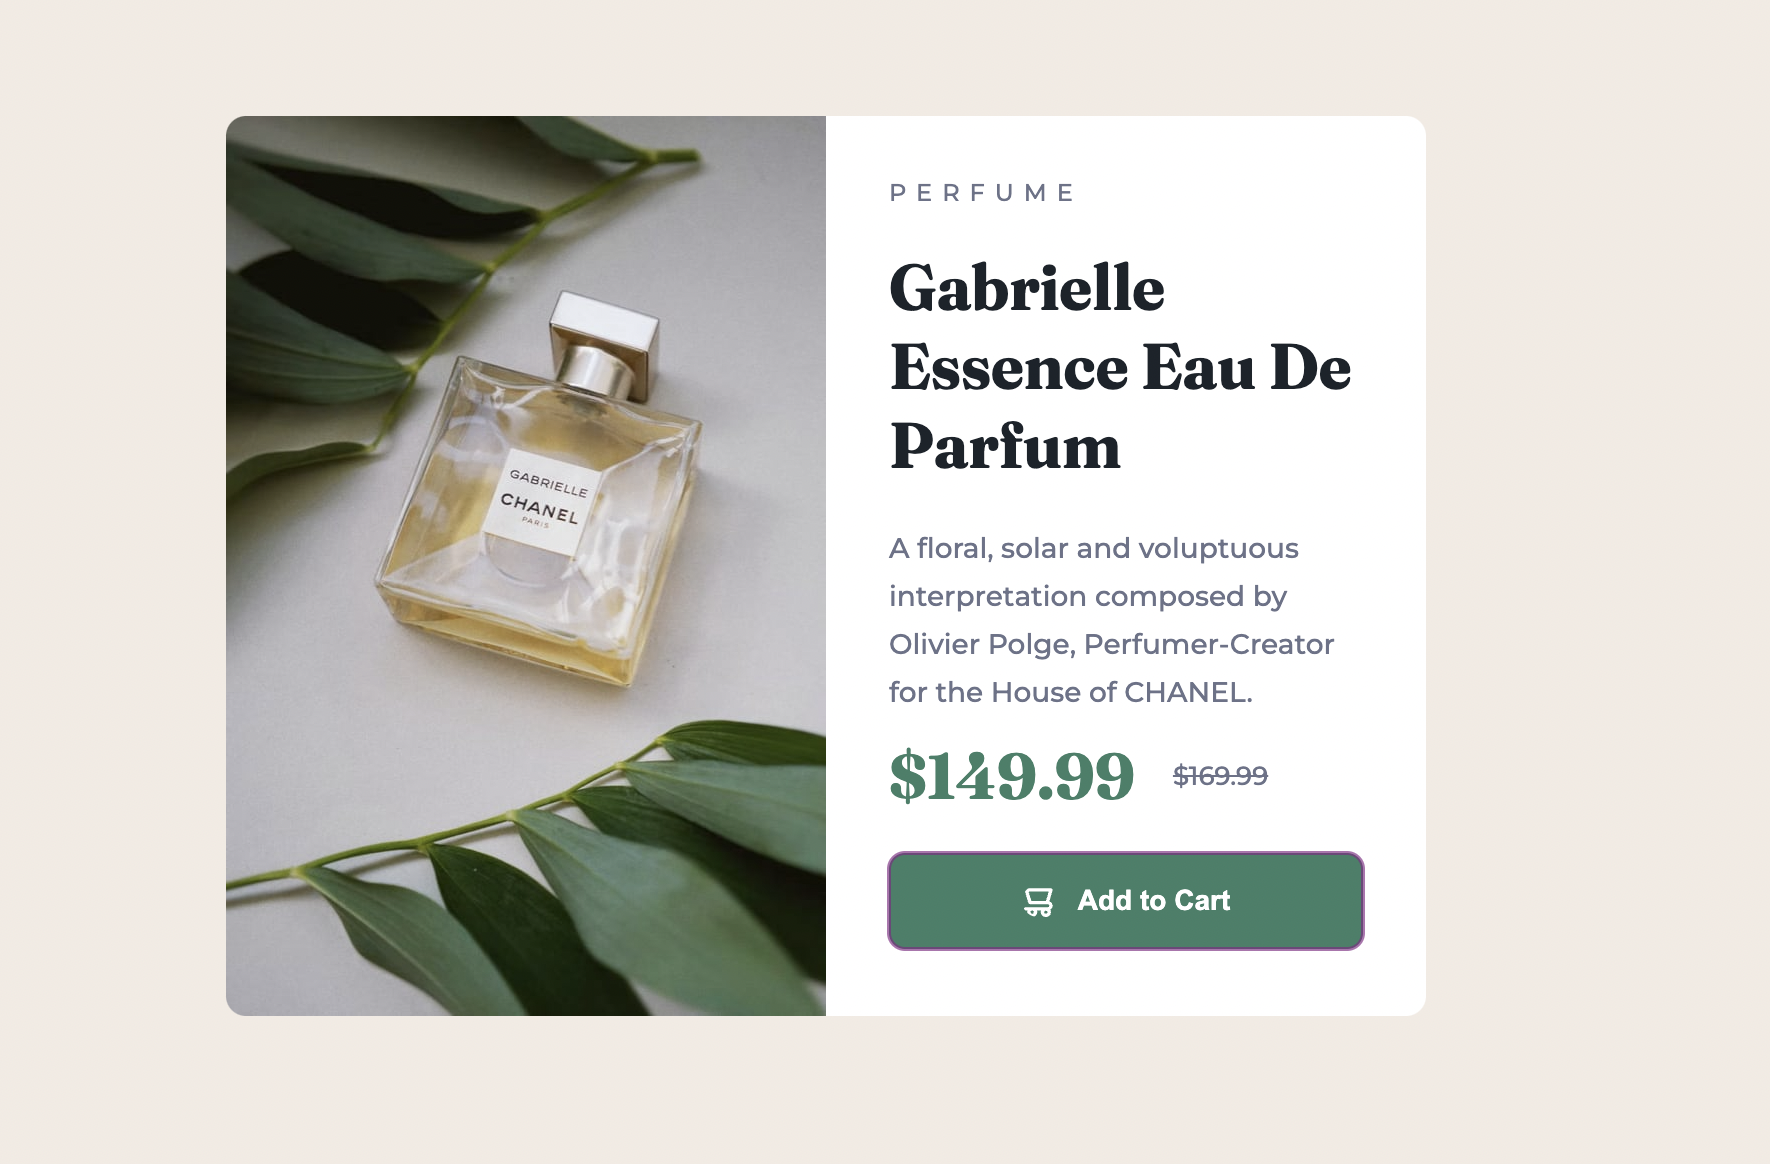 GABRIELLE
CHANEL
PARIS
PERFUME
Gabrielle
Essence Eau De
Parfum
A floral, solar and voluptuous
interpretation composed by
Olivier Polge, Perfumer-Creator
for the House of CHANEL.
$149.99 $169.99
Add to Cart